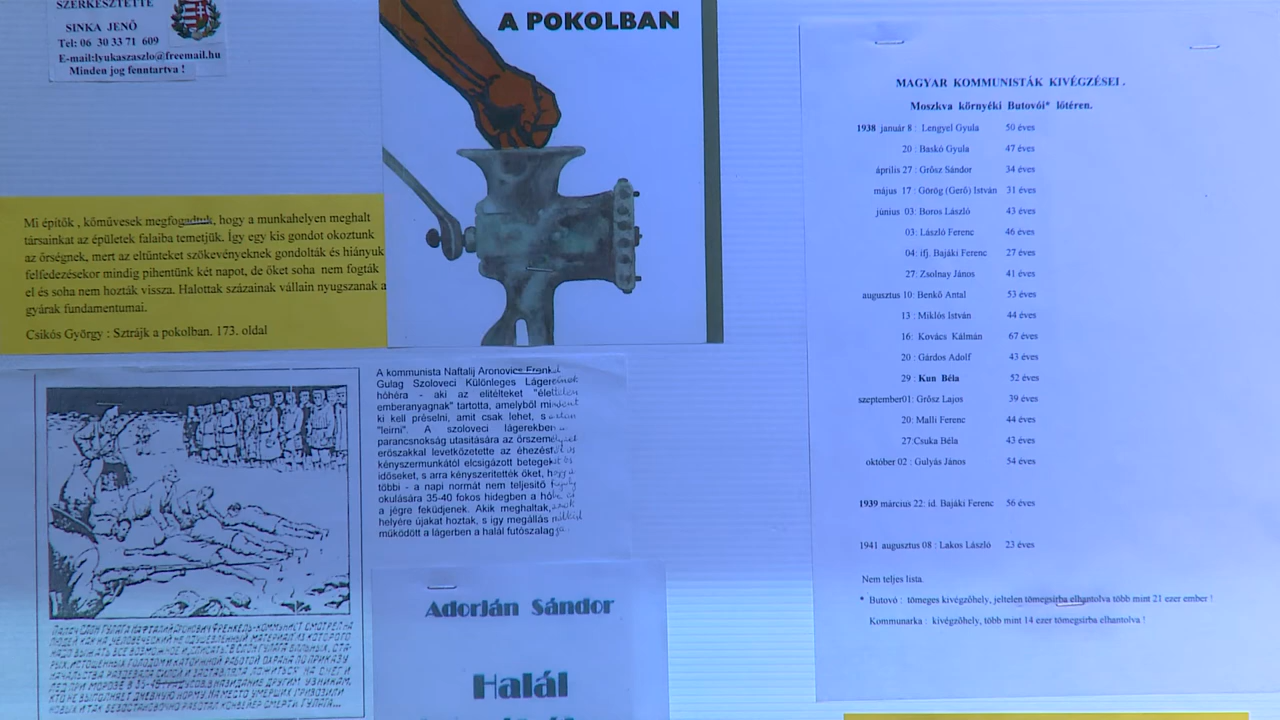 SZERKESZTETTE
SINKA JENŐ
Tel: 06 30 33 71 609
E-mail:lyukaszaszlo@freemail.hu
Minden jog fenntartva !
A POKOLBAN
Mi építők , kőművesek megfogadtuk, hogy a munkahelyen meghalt
társainkat az épületek falaiba temetjük. Így egy kis gondot okoztunk
az őrségnek, mert az eltűnteket szökevényeknek gondolták és hiányuk
felfedezésekor mindig pihentünk két napot, de őket soha nem fogták
el és soha nem hozták vissza. Halottak százainak vállain nyugszanak a
gyárak fundamentumai.
Csikós György : Sztrájk a pokolban. 173. oldal
A kommunista Naftalij Aronovics Frenkel
Gulag Szoloveci Különleges Lágereinek
hóhéra - aki az elítélteket "élettelen
emberanyagnak" tartotta, amelyből mindent
ki kell préselni, amit csak lehet, s aztán
"leírni". A szoloveci lágerekben a
parancsnokság utasítására az őrszemélyzet
erőszakkal levetkőzetette az éhezéstől és
kényszermunkától elcsigázott betegeket és
időseket, s arra kényszerítették őket, hogy a
többi - a napi normát nem teljesítő fogoly
okulására 35-40 fokos hidegben a hóba és
a jégre feküdjenek. Akik meghaltak, azok
helyére újakat hoztak, s így megállás nélkül
működött a lágerben a halál futószalagja.
Adorján Sándor
Halál
MAGYAR KOMMUNISTÁK KIVÉGZÉSEI .
Moszkva környéki Butovói* lőtéren.
1938 január 8 : Lengyel Gyula 50 éves
20 : Baskó Gyula 47 éves
április 27 : Grósz Sándor 34 éves
május 17 : Görög (Gerő) István 31 éves
június 03: Boros László 43 éves
03: László Ferenc 46 éves
04: ifj. Bajáki Ferenc 27 éves
27: Zsolnay János 41 éves
augusztus 10: Benkő Antal 53 éves
13 : Miklós István 44 éves
16: Kovács Kálmán 67 éves
20 : Gárdos Adolf 43 éves
29 : Kun Béla 52 éves
szeptember01: Grósz Lajos 39 éves
20: Malli Ferenc 44 éves
27:Csuka Béla 43 éves
október 02 : Gulyás János 54 éves
1939 március 22: id. Bajáki Ferenc 56 éves
1941 augusztus 08 : Lakos László 23 éves
Nem teljes lista.
* Butovó : tömeges kivégzőhely, jeltelen tömegsírba elhantolva több mint 21 ezer ember !
Kommunarka : kivégzőhely, több mint 14 ezer tömegsírba elhantolva !